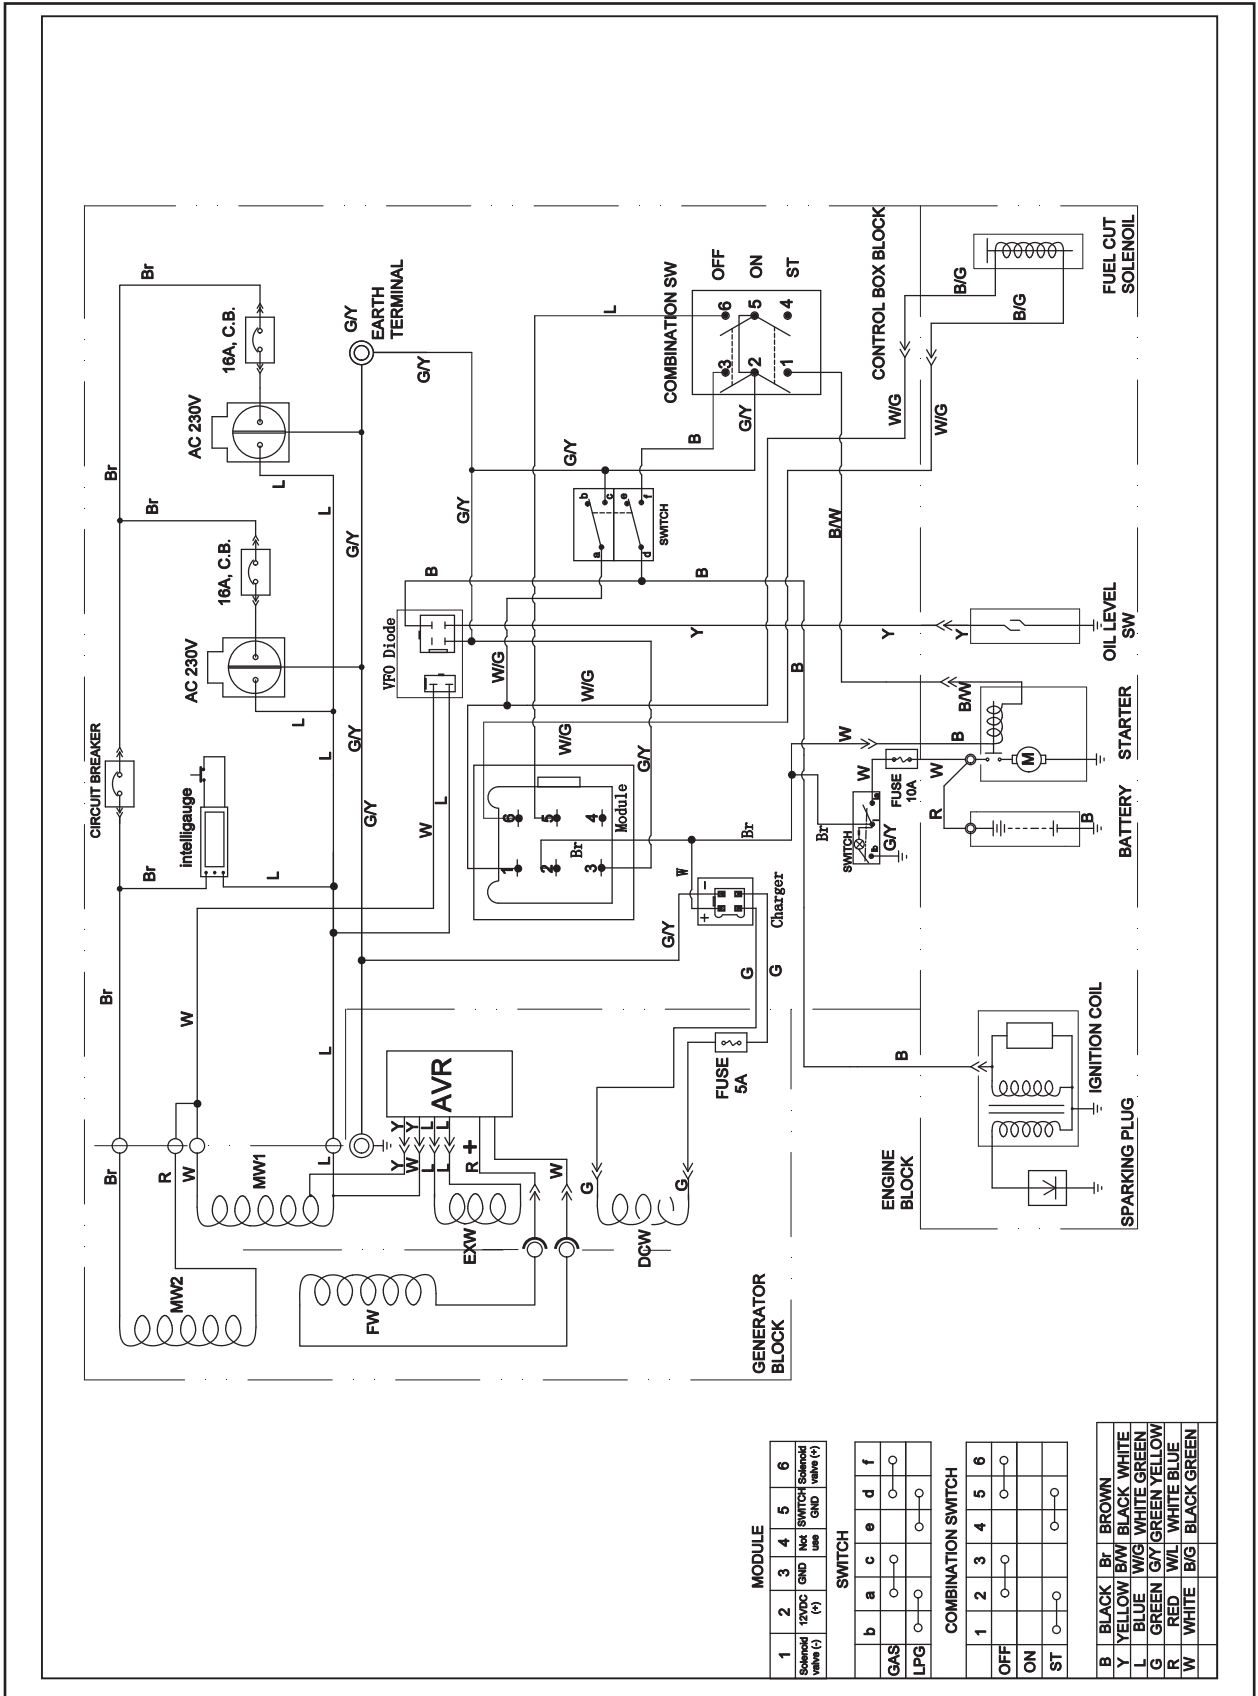 Br
16A, C.B.
AC 230V
L
Br
G/Y
EARTH
TERMINAL
G/Y
Br
Br
16A, C.B.
AC 230V
L
L
G/Y
L
G/Y
CIRCUIT BREAKER
intelligauge
Br
L
G/Y
Br
W
L
COMBINATION SW
OFF
ON
ST
3
6
2
5
1
4
L
B
G/Y
G/Y
G/Y
b
c
e
f
a
d
SWITCH
B
B
VFO Diode
W/G
W/G
W/G
G/Y
W
L
Y
B
B/W
CONTROL BOX BLOCK
W/G
W/G
B/G
B/G
FUEL CUT
SOLENOIL
Y
Y
OIL LEVEL
SW
B/W
B
M
STARTER
BATTERY
R
B
W
W
W
FUSE
10A
SWITCH
G/Y
Br
6
5
4
1
2
3
Br
Module
Br
W
+
-
Charger
G/Y
G
G
FUSE
5A
AVR
Y
Y
L
L
Y
W
L
L
R
+
W
G
G
DCW
EXW
FW
MW1
MW2
Br
R
W
L
GENERATOR
BLOCK
ENGINE
BLOCK
B
IGNITION COIL
SPARKING PLUG
MODULE
1 2 3 4 5 6
Solenoid
valve (-)
12VDC
(+)
GND
Not
use
SWITCH
GND
Solenoid
valve (+)
SWITCH
b a c e d f
GAS
LPG
COMBINATION SWITCH
1 2 3 4 5 6
OFF
ON
ST
B BLACK Br BROWN
Y YELLOW B/W BLACK WHITE
L BLUE W/G WHITE GREEN
G GREEN G/Y GREEN YELLOW
R RED W/L WHITE BLUE
W WHITE B/G BLACK GREEN